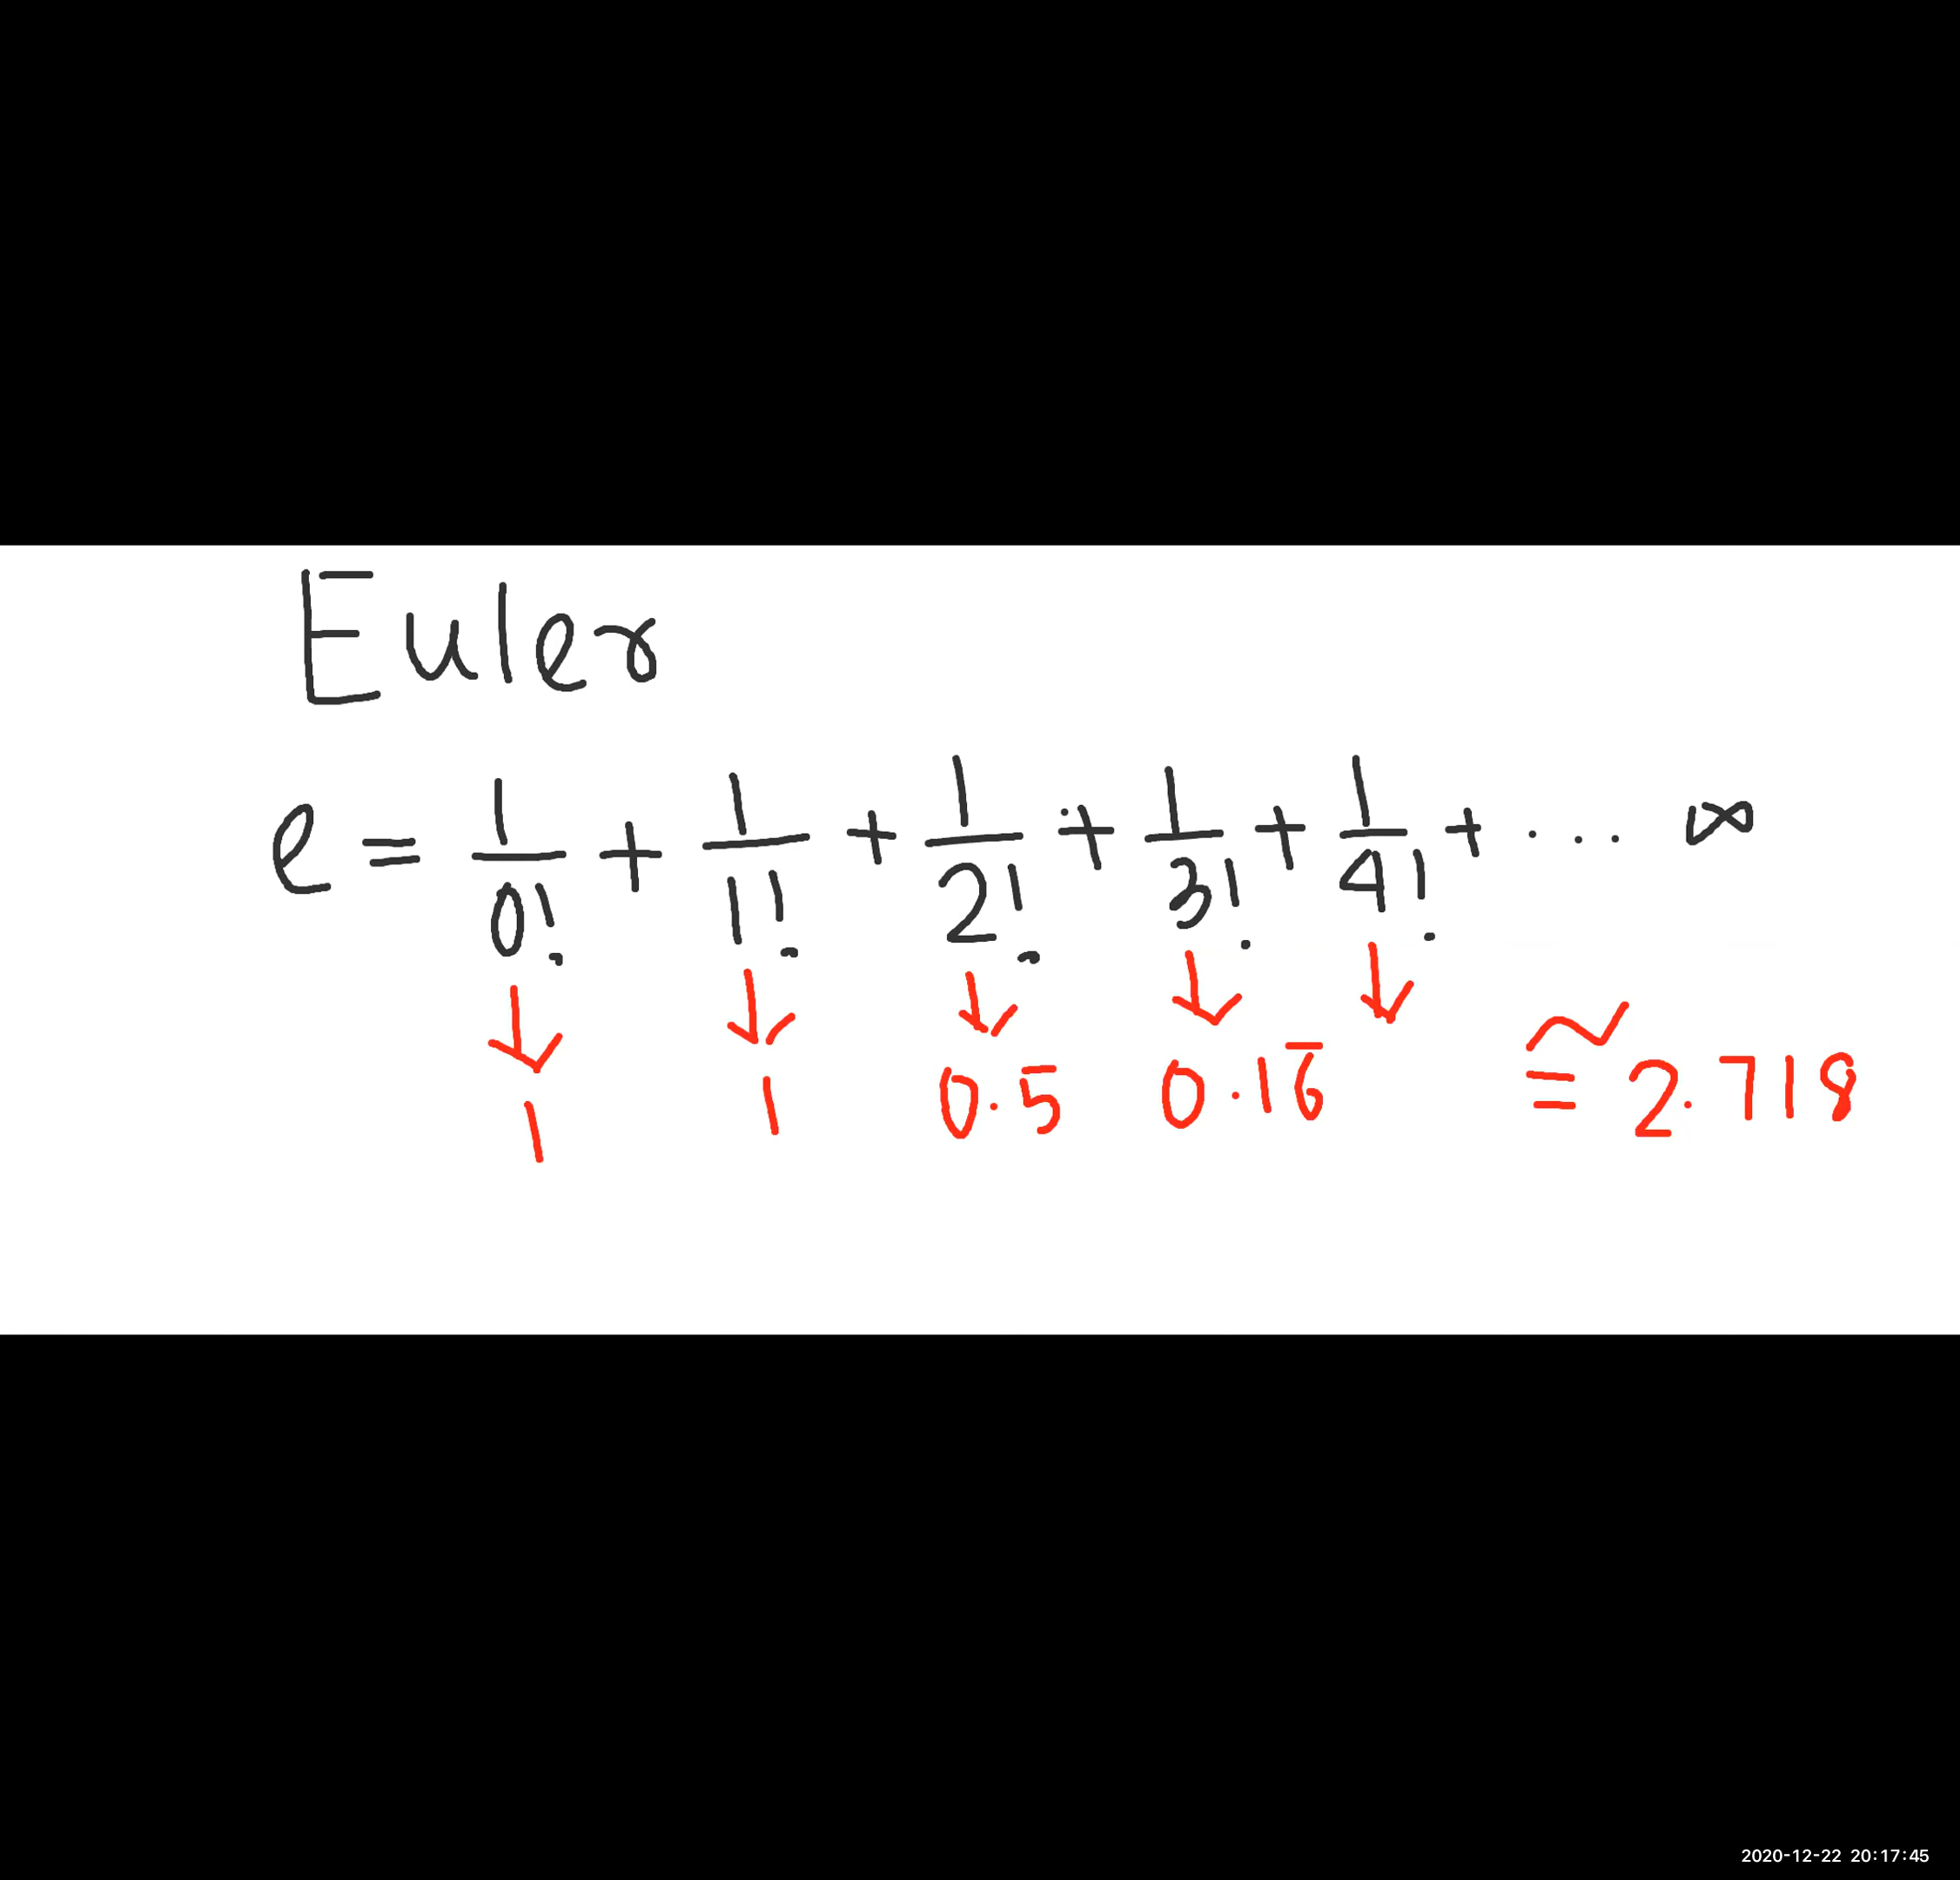 Euler
e = 1/0! + 1/1! + 1/2! + 1/3! + 1/4! + ... ∞
↓ ↓ ↓ ↓ ↓
1 1 0.5 0.16̅ ≅ 2.718
2020-12-22 20:17:45